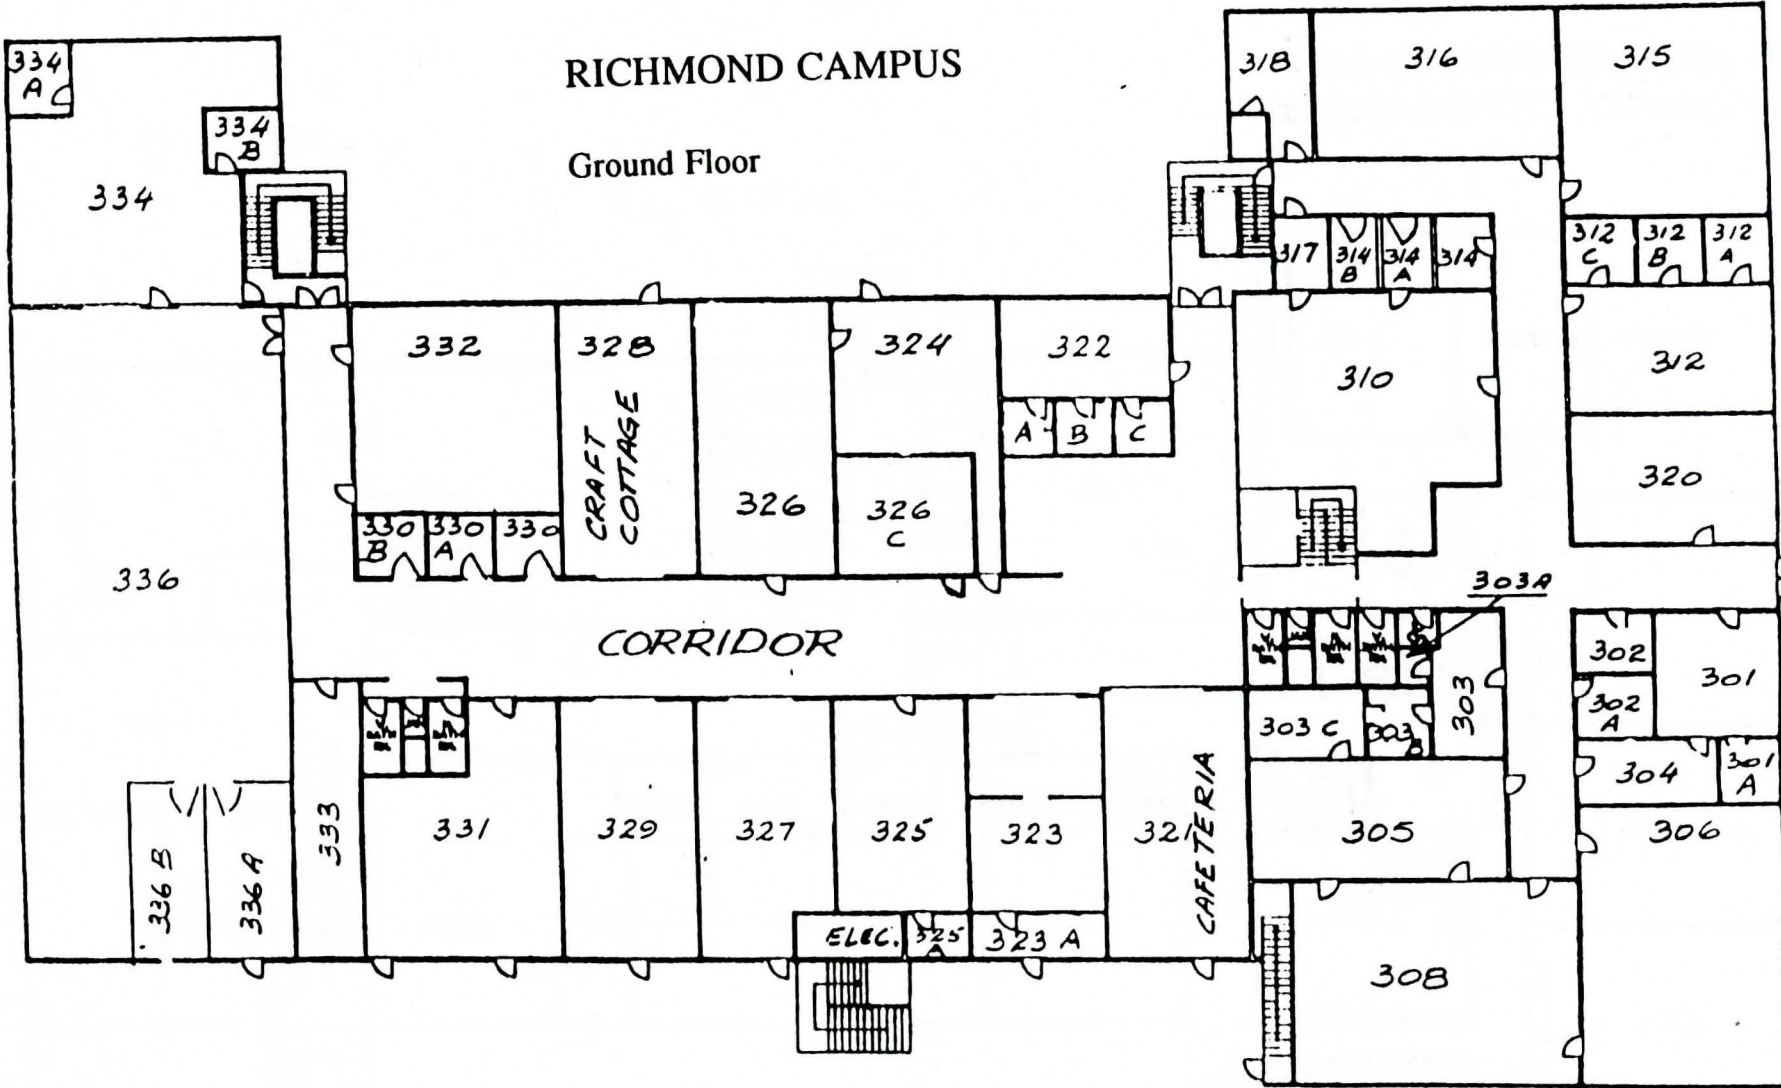 RICHMOND CAMPUS
Ground Floor
334
A
334
B
334
318
316
315
317
314
B
314
A
314
312
C
312
B
312
A
332
328
CRAFT
COTTAGE
326
324
326
C
322
A
B
C
310
312
320
330
B
330
A
330
336
CORRIDOR
303A
302
301
302
A
303
303 C
303
B
304
301
A
333
331
329
327
325
323
321
CAFETERIA
305
306
336 B
336 A
ELEC.
325
A
323 A
308